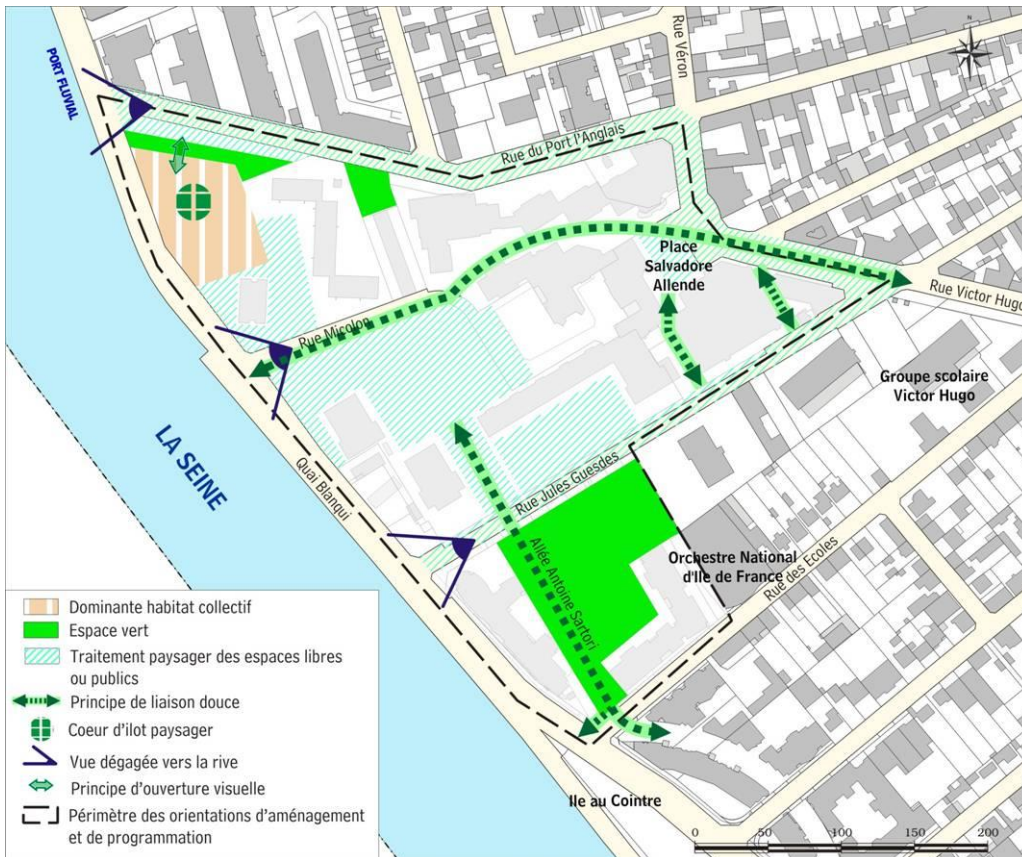 PORT FLUVIAL
Rue Véron
N
Rue du Port l'Anglais
Place
Salvadore
Allende
Rue Victor Hugo
Rue Micolon
Groupe scolaire
Victor Hugo
LA SEINE
Quai Blanqui
Rue Jules Guesdes
Allée Antoine Sartori
Orchestre National
d'Ile de France
Rue des Ecoles
Ile au Cointre
Dominante habitat collectif
Espace vert
Traitement paysager des espaces libres
ou publics
Principe de liaison douce
Coeur d'ilot paysager
Vue dégagée vers la rive
Principe d'ouverture visuelle
Périmètre des orientations d'aménagement
et de programmation
0 50 100 150 200